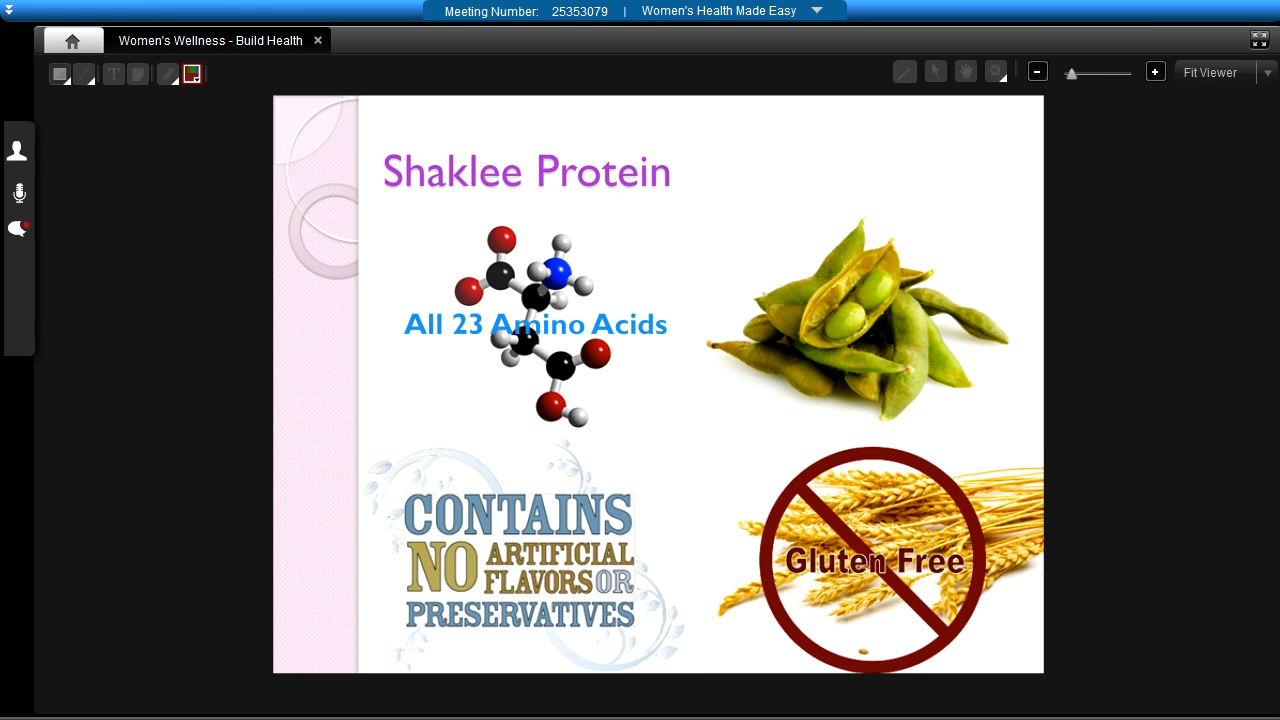 Meeting Number: 25353079 | Women's Health Made Easy
Women's Wellness - Build Health
T
Fit Viewer
Shaklee Protein
All 23 Amino Acids
CONTAINS
NO ARTIFICIAL
FLAVORS OR
PRESERVATIVES
Gluten Free